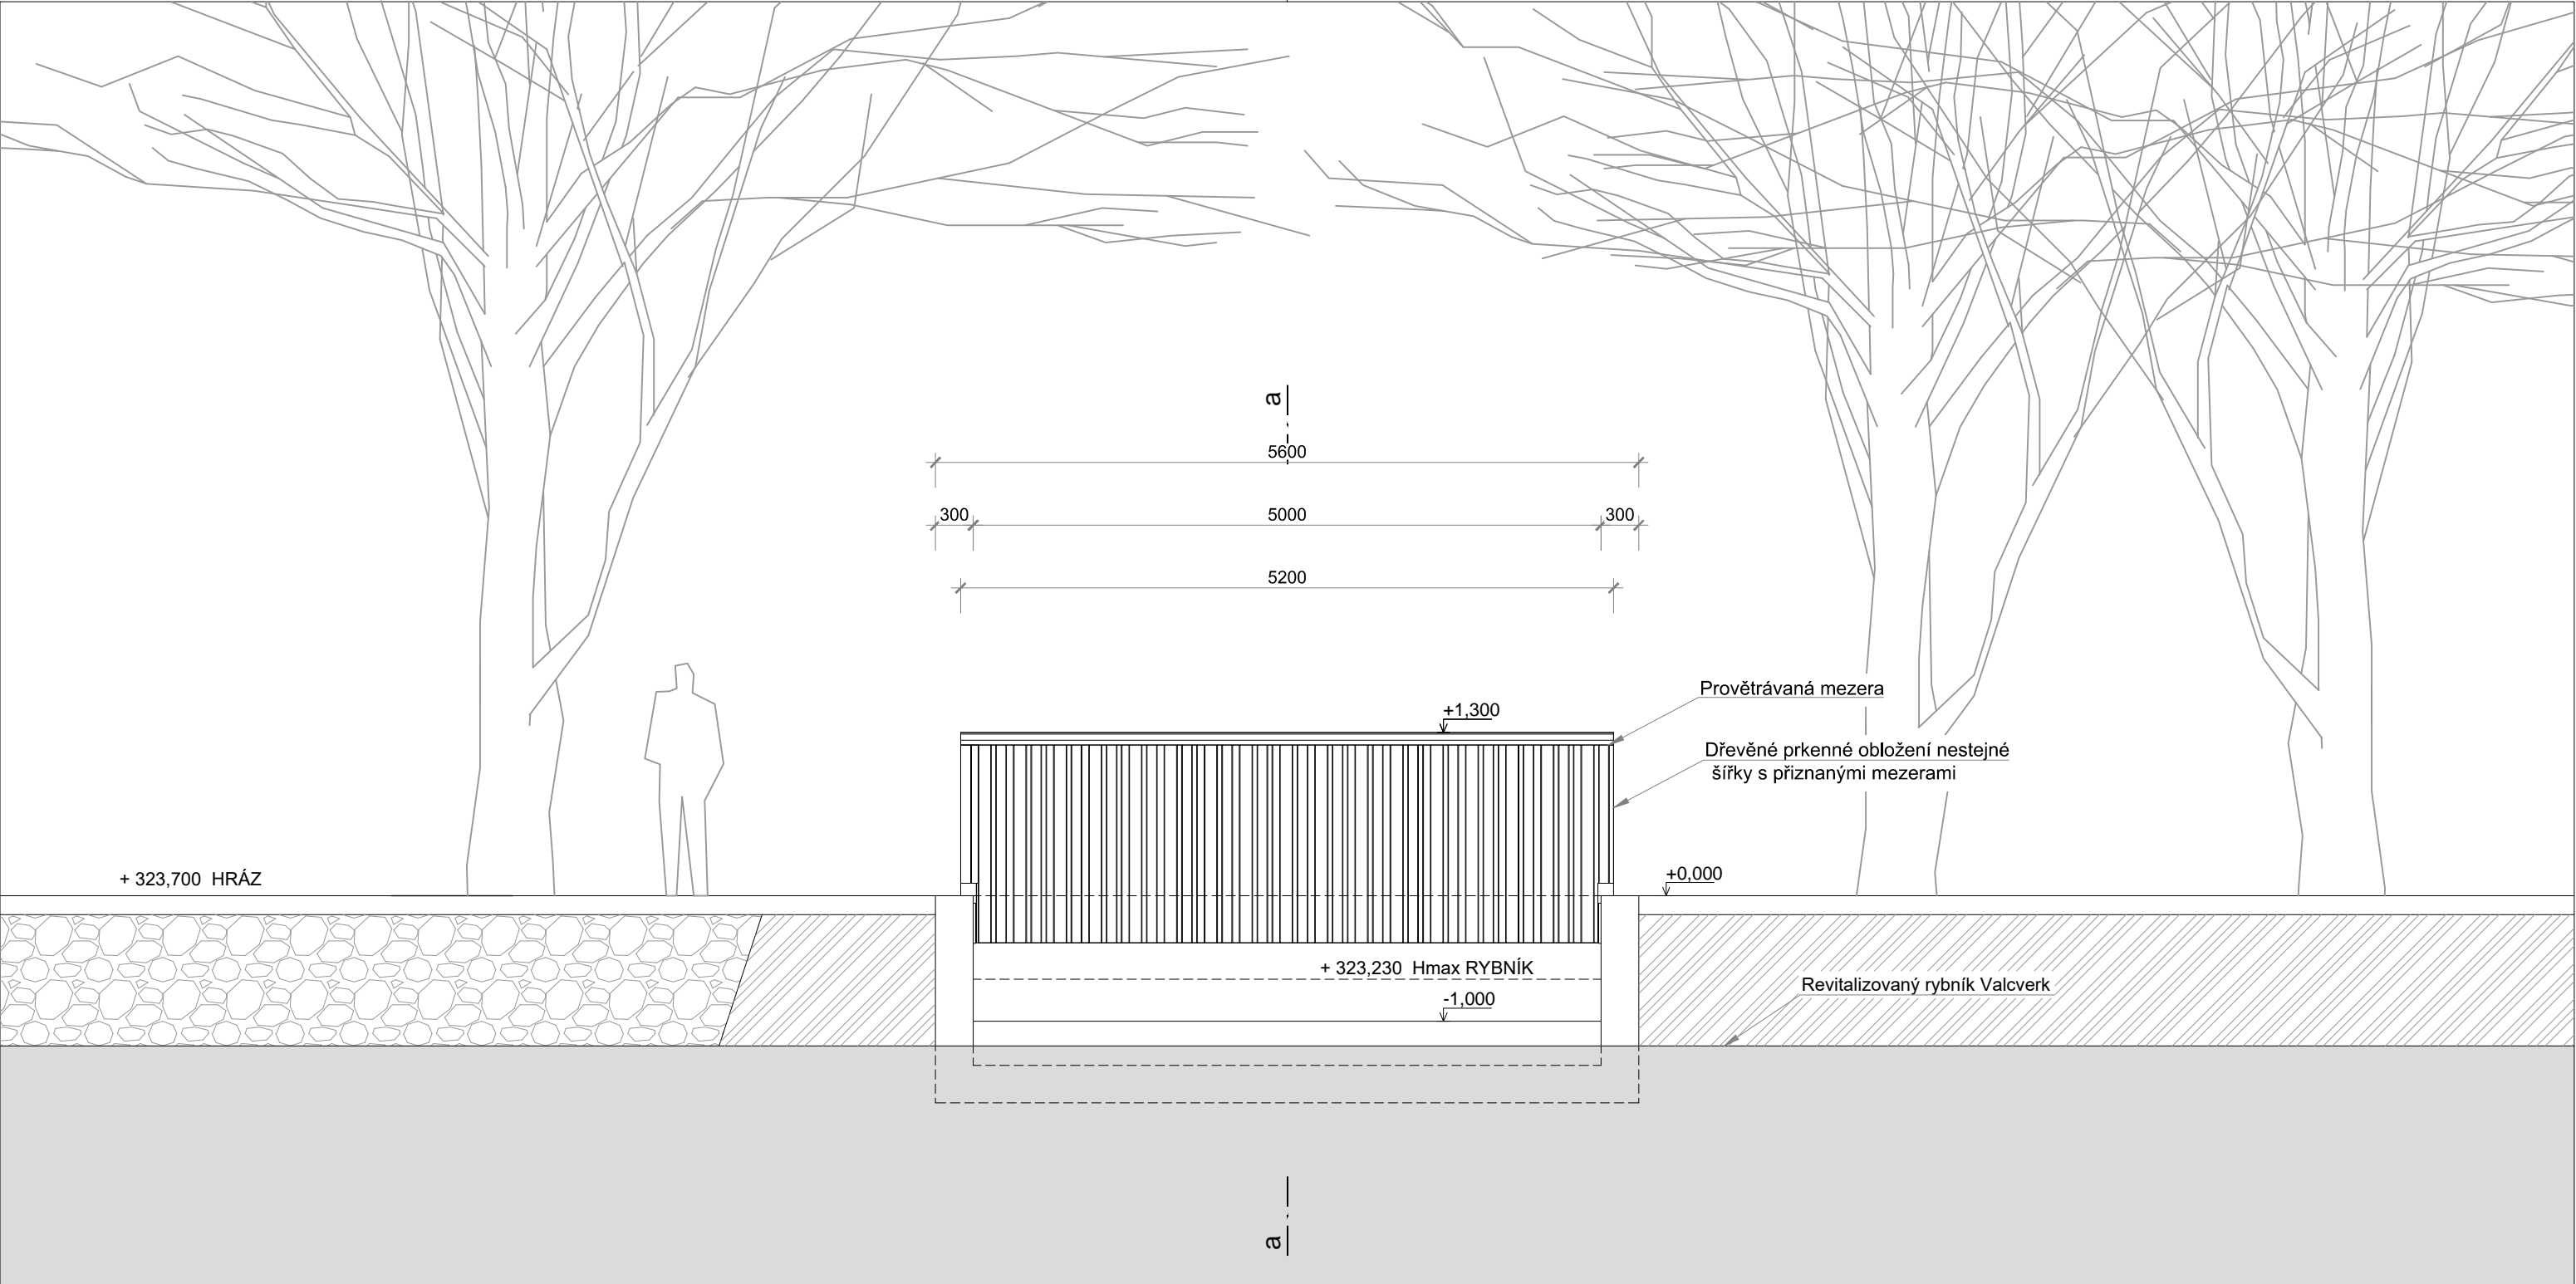 a
5600
300 5000 300
5200
Provětrávaná mezera
+1,300
Dřevěné prkenné obložení nestejné
šířky s přiznanými mezerami
+ 323,700 HRÁZ
+0,000
+ 323,230 Hmax RYBNÍK
Revitalizovaný rybník Valcverk
-1,000
a